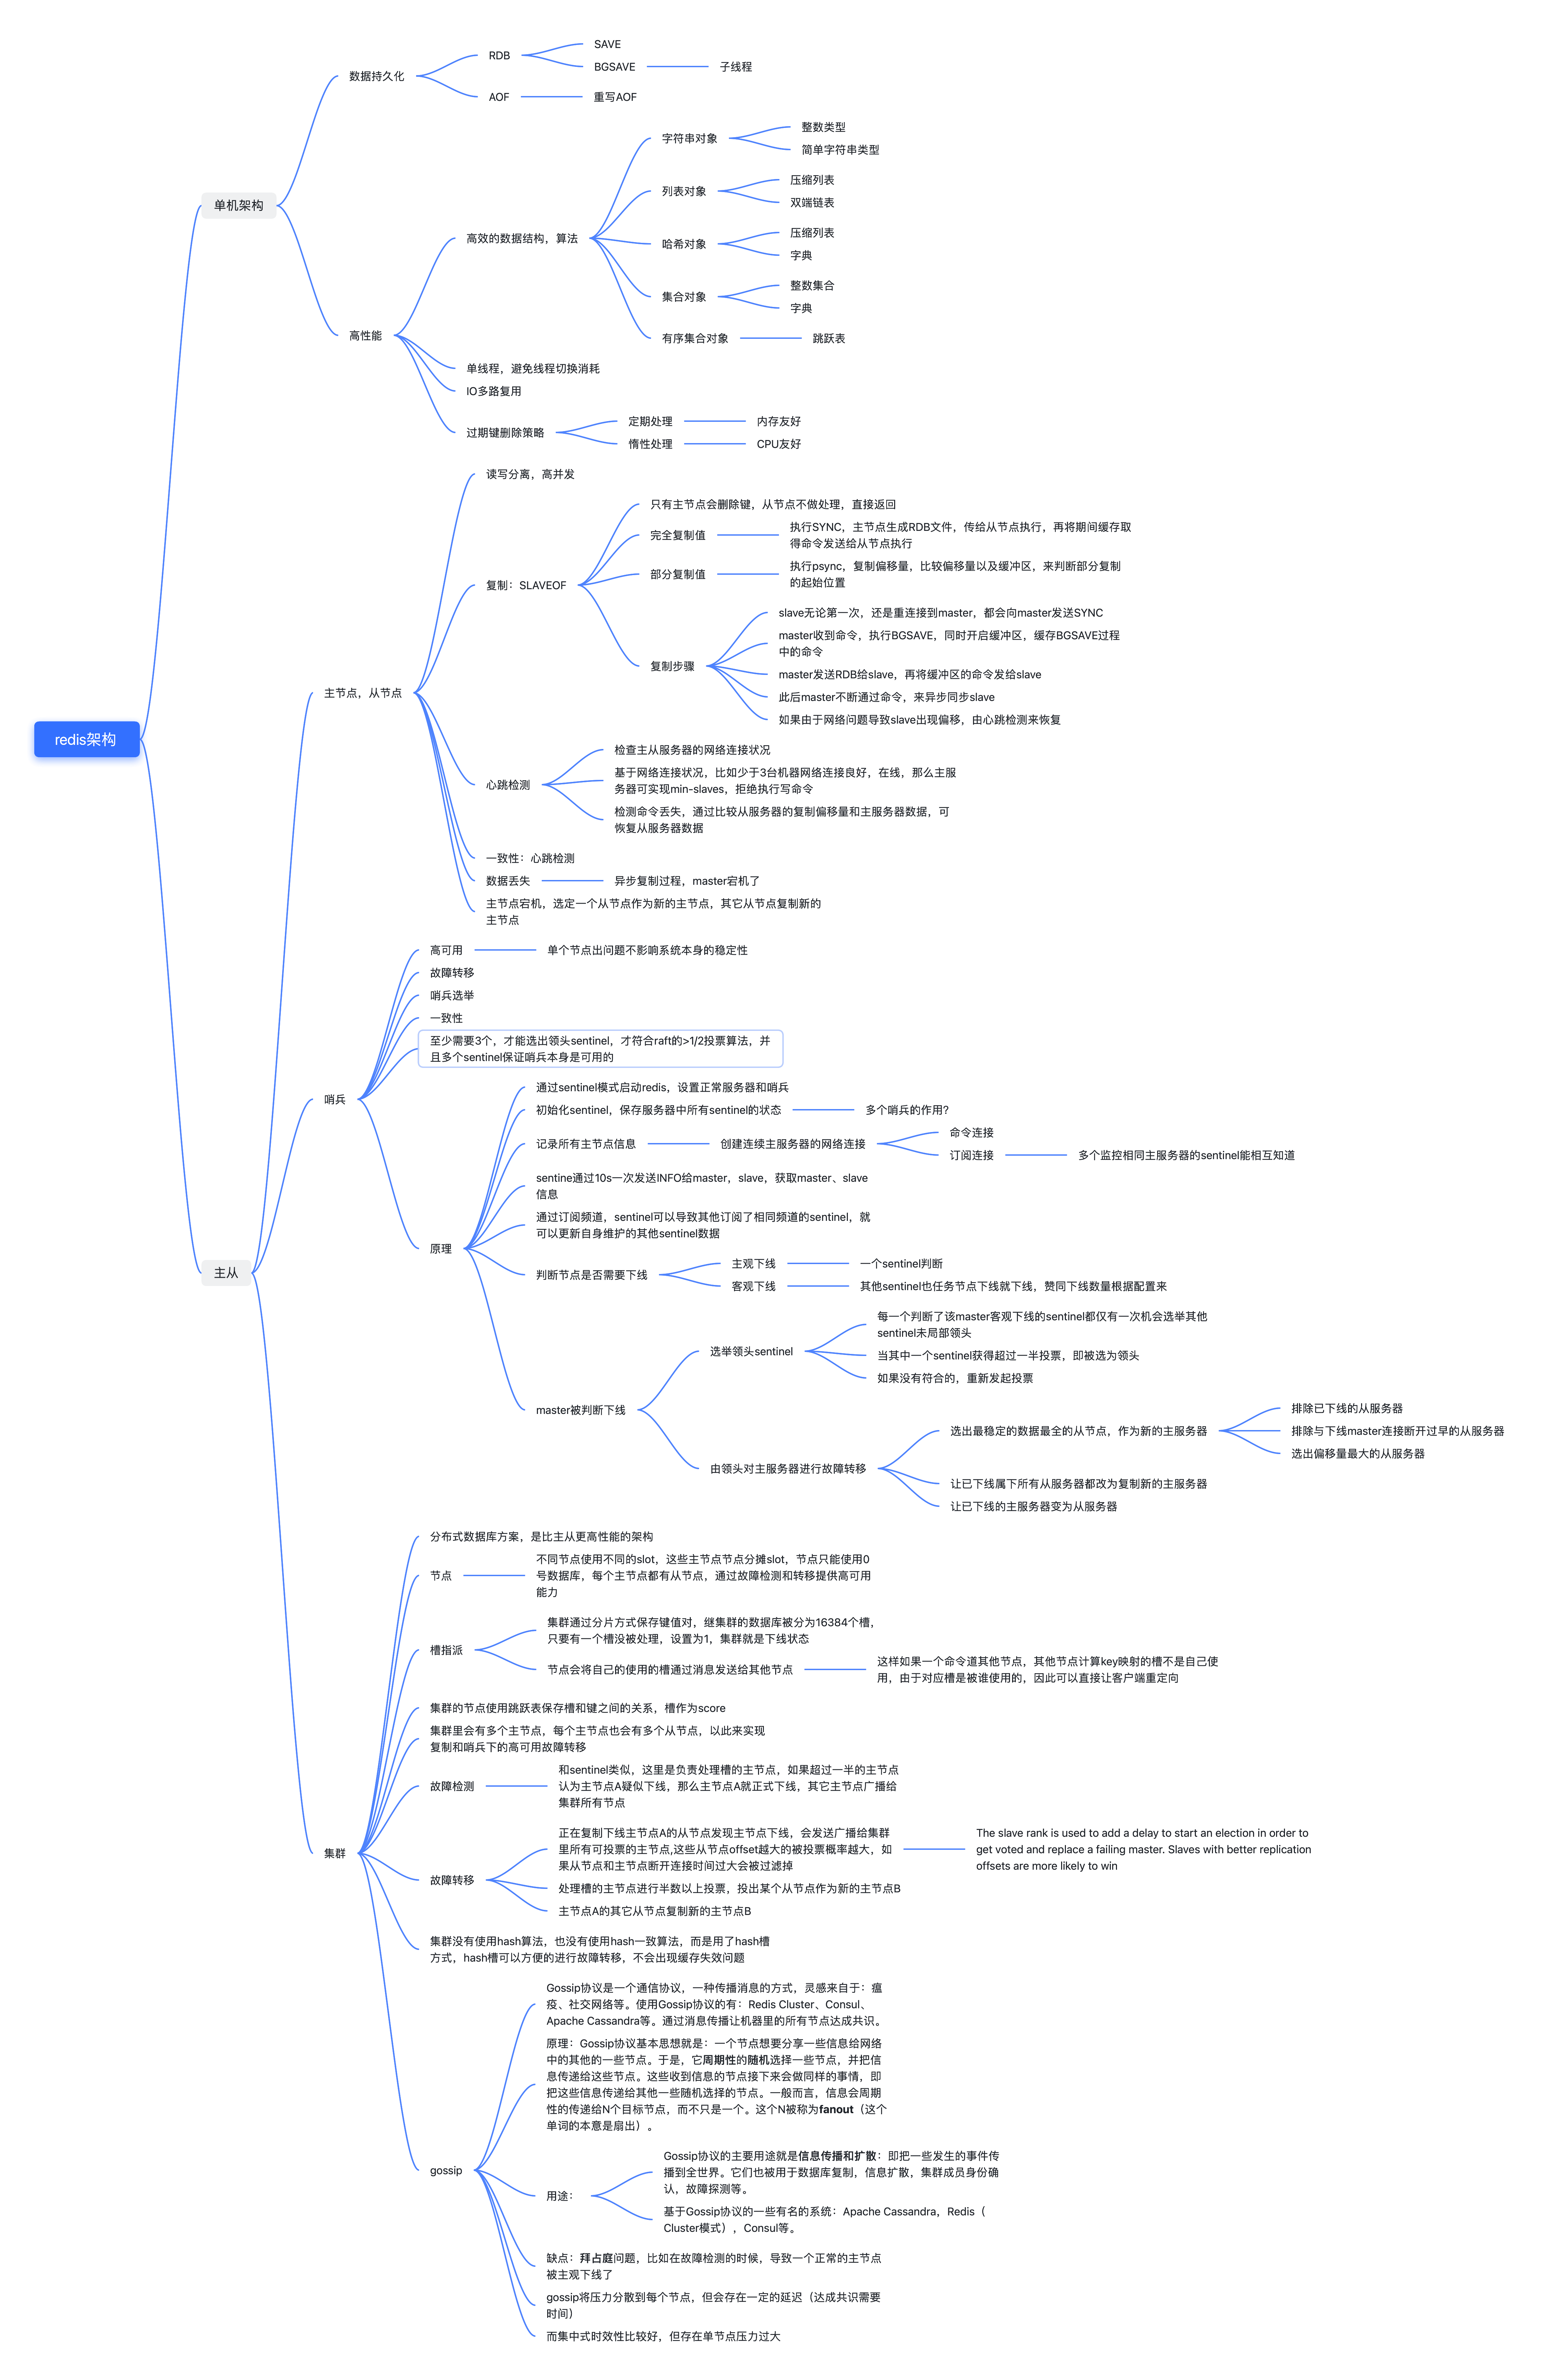 redis架构
单机架构
数据持久化
RDB
SAVE
BGSAVE
子线程
AOF
重写AOF
高性能
高效的数据结构，算法
字符串对象
整数类型
简单字符串类型
列表对象
压缩列表
双端链表
哈希对象
压缩列表
字典
集合对象
整数集合
字典
有序集合对象
跳跃表
单线程，避免线程切换消耗
IO多路复用
过期键删除策略
定期处理
内存友好
惰性处理
CPU友好
主从
主节点，从节点
读写分离，高并发
复制：SLAVEOF
只有主节点会删除键，从节点不做处理，直接返回
完全复制值
执行SYNC，主节点生成RDB文件，传给从节点执行，再将期间缓存取
得命令发送给从节点执行
部分复制值
执行psync，复制偏移量，比较偏移量以及缓冲区，来判断部分复制
的起始位置
复制步骤
slave无论第一次，还是重连接到master，都会向master发送SYNC
master收到命令，执行BGSAVE，同时开启缓冲区，缓存BGSAVE过程
中的命令
master发送RDB给slave，再将缓冲区的命令发给slave
此后master不断通过命令，来异步同步slave
如果由于网络问题导致slave出现偏移，由心跳检测来恢复
心跳检测
检查主从服务器的网络连接状况
基于网络连接状况，比如少于3台机器网络连接良好，在线，那么主服
务器可实现min-slaves，拒绝执行写命令
检测命令丢失，通过比较从服务器的复制偏移量和主服务器数据，可
恢复从服务器数据
一致性：心跳检测
数据丢失
异步复制过程，master宕机了
主节点宕机，选定一个从节点作为新的主节点，其它从节点复制新的
主节点
哨兵
高可用
单个节点出问题不影响系统本身的稳定性
故障转移
哨兵选举
一致性
至少需要3个，才能选出领头sentinel，才符合raft的>1/2投票算法，并
且多个sentinel保证哨兵本身是可用的
原理
通过sentinel模式启动redis，设置正常服务器和哨兵
初始化sentinel，保存服务器中所有sentinel的状态
多个哨兵的作用?
记录所有主节点信息
创建连续主服务器的网络连接
命令连接
订阅连接
多个监控相同主服务器的sentinel能相互知道
sentine通过10s一次发送INFO给master，slave，获取master、slave
信息
通过订阅频道，sentinel可以导致其他订阅了相同频道的sentinel，就
可以更新自身维护的其他sentinel数据
判断节点是否需要下线
主观下线
一个sentinel判断
客观下线
其他sentinel也任务节点下线就下线，赞同下线数量根据配置来
master被判断下线
选举领头sentinel
每一个判断了该master客观下线的sentinel都仅有一次机会选举其他
sentinel未局部领头
当其中一个sentinel获得超过一半投票，即被选为领头
如果没有符合的，重新发起投票
由领头对主服务器进行故障转移
选出最稳定的数据最全的从节点，作为新的主服务器
排除已下线的从服务器
排除与下线master连接断开过早的从服务器
选出偏移量最大的从服务器
让已下线属下所有从服务器都改为复制新的主服务器
让已下线的主服务器变为从服务器
集群
分布式数据库方案，是比主从更高性能的架构
节点
不同节点使用不同的slot，这些主节点节点分摊slot，节点只能使用0
号数据库，每个主节点都有从节点，通过故障检测和转移提供高可用
能力
槽指派
集群通过分片方式保存键值对，继集群的数据库被分为16384个槽，
只要有一个槽没被处理，设置为1，集群就是下线状态
节点会将自己的使用的槽通过消息发送给其他节点
这样如果一个命令道其他节点，其他节点计算key映射的槽不是自己使
用，由于对应槽是被谁使用的，因此可以直接让客户端重定向
集群的节点使用跳跃表保存槽和键之间的关系，槽作为score
集群里会有多个主节点，每个主节点也会有多个从节点，以此来实现
复制和哨兵下的高可用故障转移
故障检测
和sentinel类似，这里是负责处理槽的主节点，如果超过一半的主节点
认为主节点A疑似下线，那么主节点A就正式下线，其它主节点广播给
集群所有节点
故障转移
正在复制下线主节点A的从节点发现主节点下线，会发送广播给集群
里所有可投票的主节点,这些从节点offset越大的被投票概率越大，如
果从节点和主节点断开连接时间过大会被过滤掉
The slave rank is used to add a delay to start an election in order to
get voted and replace a failing master. Slaves with better replication
offsets are more likely to win
处理槽的主节点进行半数以上投票，投出某个从节点作为新的主节点B
主节点A的其它从节点复制新的主节点B
集群没有使用hash算法，也没有使用hash一致算法，而是用了hash槽
方式，hash槽可以方便的进行故障转移，不会出现缓存失效问题
gossip
Gossip协议是一个通信协议，一种传播消息的方式，灵感来自于：瘟
疫、社交网络等。使用Gossip协议的有：Redis Cluster、Consul、
Apache Cassandra等。通过消息传播让机器里的所有节点达成共识。
原理：Gossip协议基本思想就是：一个节点想要分享一些信息给网络
中的其他的一些节点。于是，它周期性的随机选择一些节点，并把信
息传递给这些节点。这些收到信息的节点接下来会做同样的事情，即
把这些信息传递给其他一些随机选择的节点。一般而言，信息会周期
性的传递给N个目标节点，而不只是一个。这个N被称为fanout（这个
单词的本意是扇出）。
用途：
Gossip协议的主要用途就是信息传播和扩散：即把一些发生的事件传
播到全世界。它们也被用于数据库复制，信息扩散，集群成员身份确
认，故障探测等。
基于Gossip协议的一些有名的系统：Apache Cassandra，Redis（
Cluster模式），Consul等。
缺点：拜占庭问题，比如在故障检测的时候，导致一个正常的主节点
被主观下线了
gossip将压力分散到每个节点，但会存在一定的延迟（达成共识需要
时间）
而集中式时效性比较好，但存在单节点压力过大